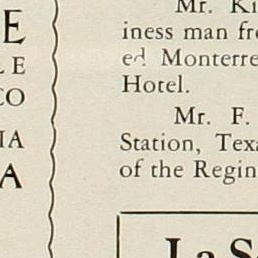 E
LE
CO
IA
A
Mr. Ki
iness man fr
ed Monterre
Hotel.
Mr. F.
Station, Texa
of the Regin
La S